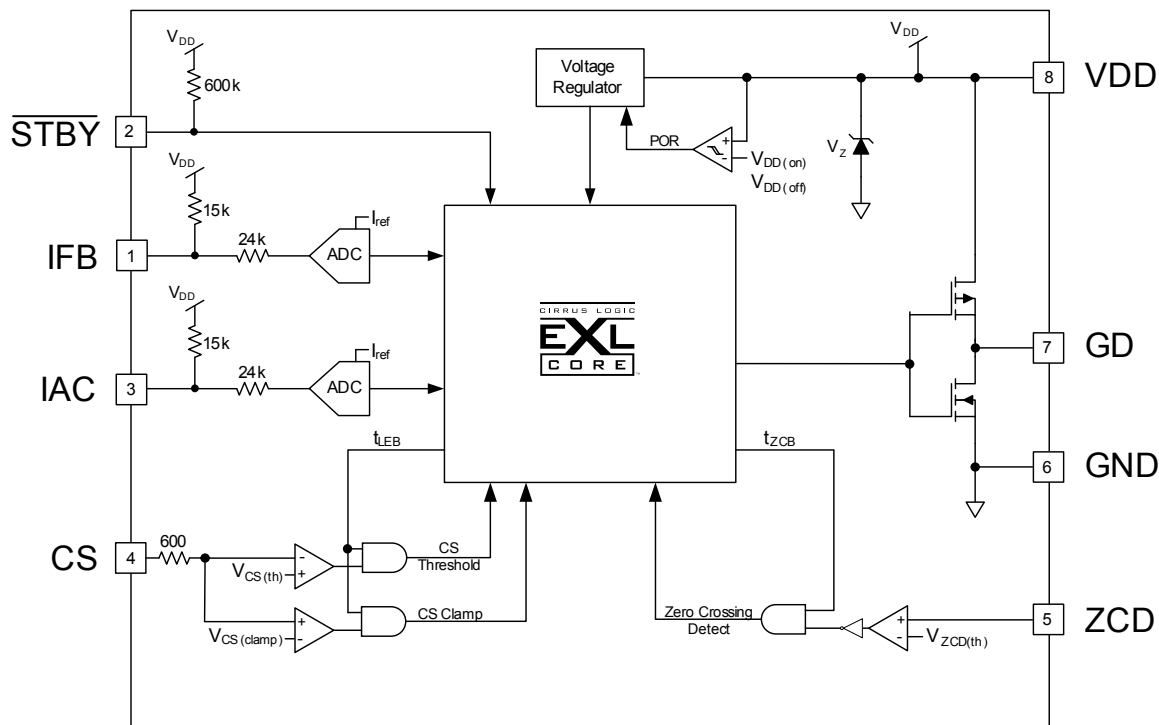 VDD
600k
STBY
2
VDD
15k
IFB
1
24k
ADC
Iref
VDD
15k
IAC
3
24k
ADC
Iref
tLEB
CS
4
600
-
+
VCS(th)
CS
Threshold
+
-
VCS(clamp)
CS Clamp
CIRRUS LOGIC
EXL
CORE
TM
Voltage
Regulator
POR
+
-
VDD(on)
VDD(off)
VZ
VDD
8
VDD
7
GD
6
GND
tZCB
Zero Crossing
Detect
+
-
VZCD(th)
5
ZCD